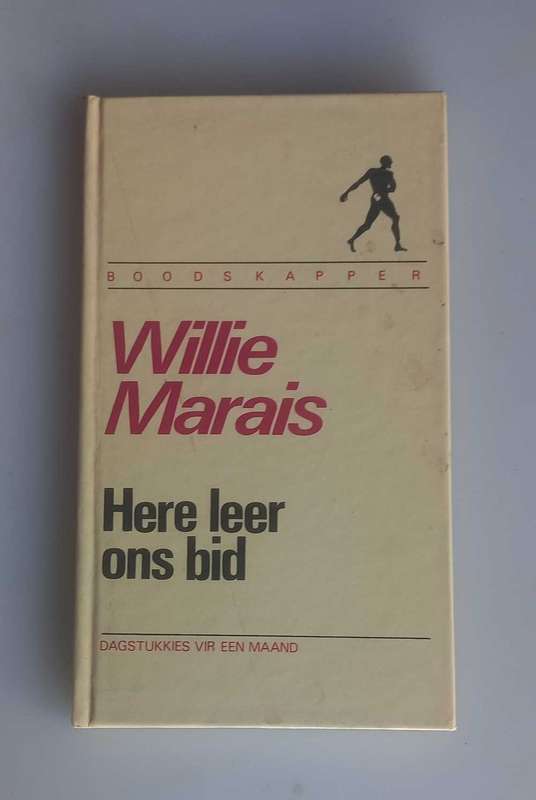 BOODSKAPPER
Willie
Marais
Here leer
ons bid
DAGSTUKKIES VIR EEN MAAND